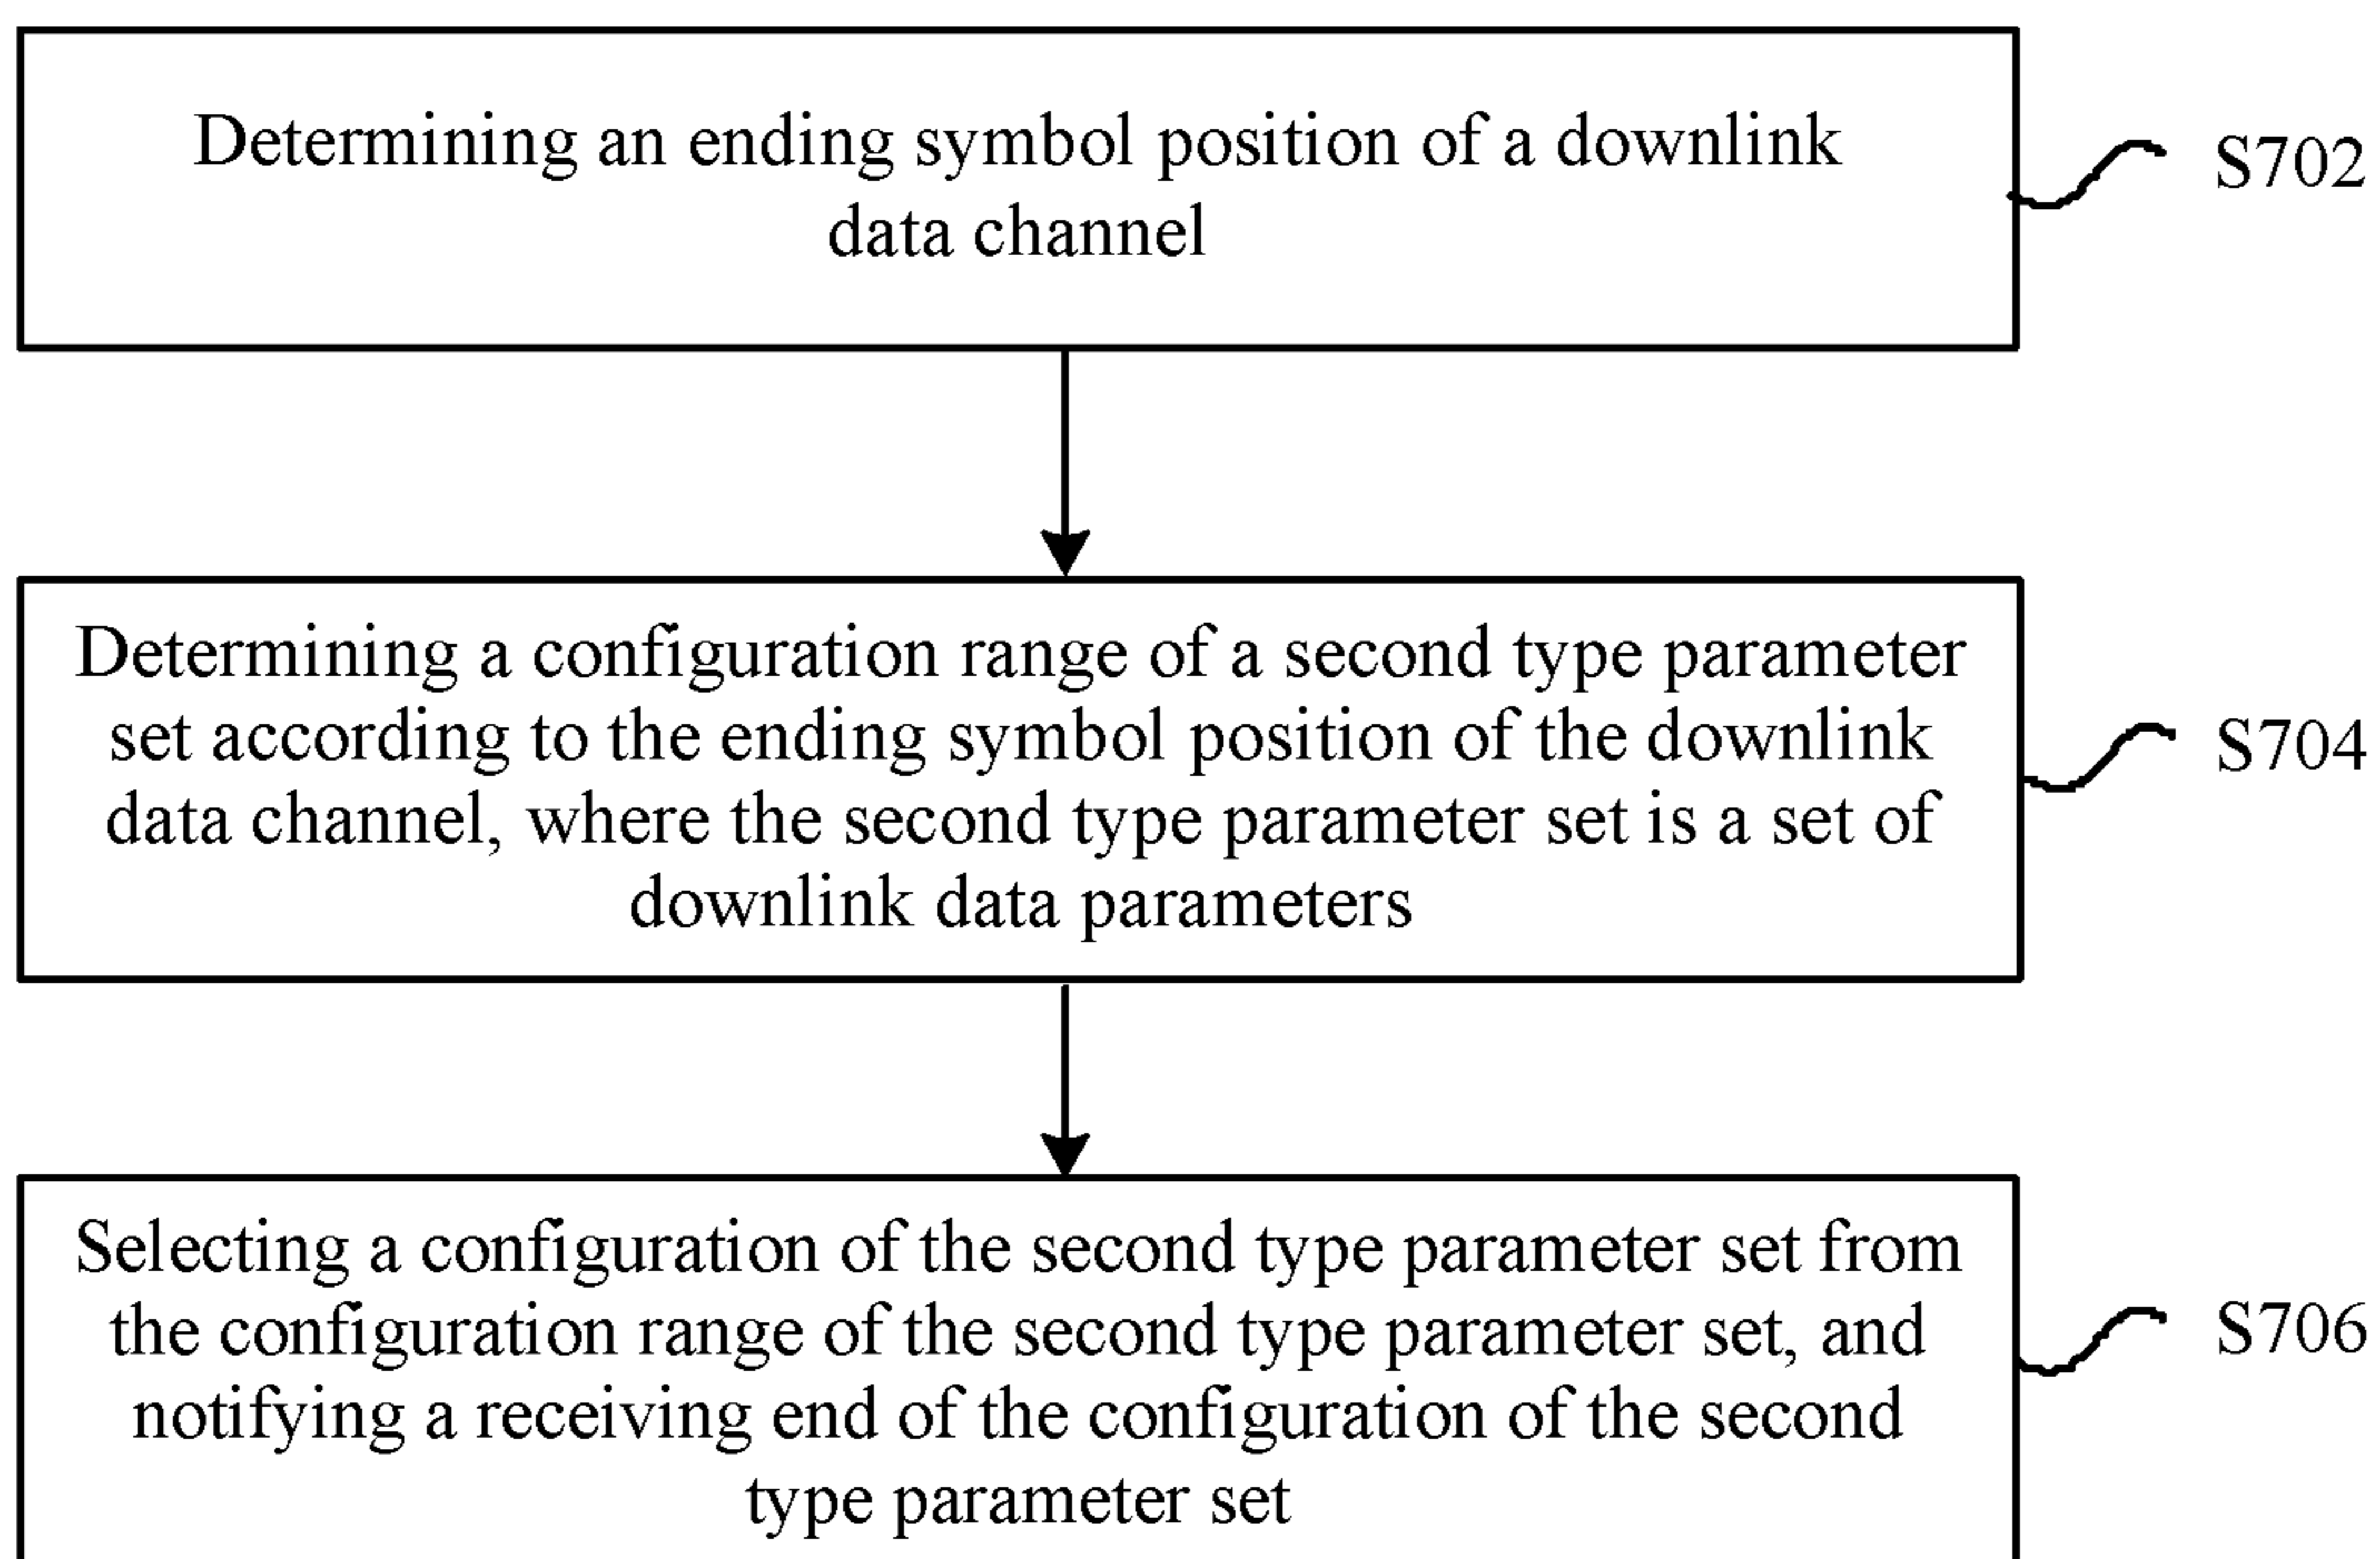 Determining an ending symbol position of a downlink
data channel
S702
Determining a configuration range of a second type parameter
set according to the ending symbol position of the downlink
data channel, where the second type parameter set is a set of
downlink data parameters
S704
Selecting a configuration of the second type parameter set from
the configuration range of the second type parameter set, and
notifying a receiving end of the configuration of the second
type parameter set
S706